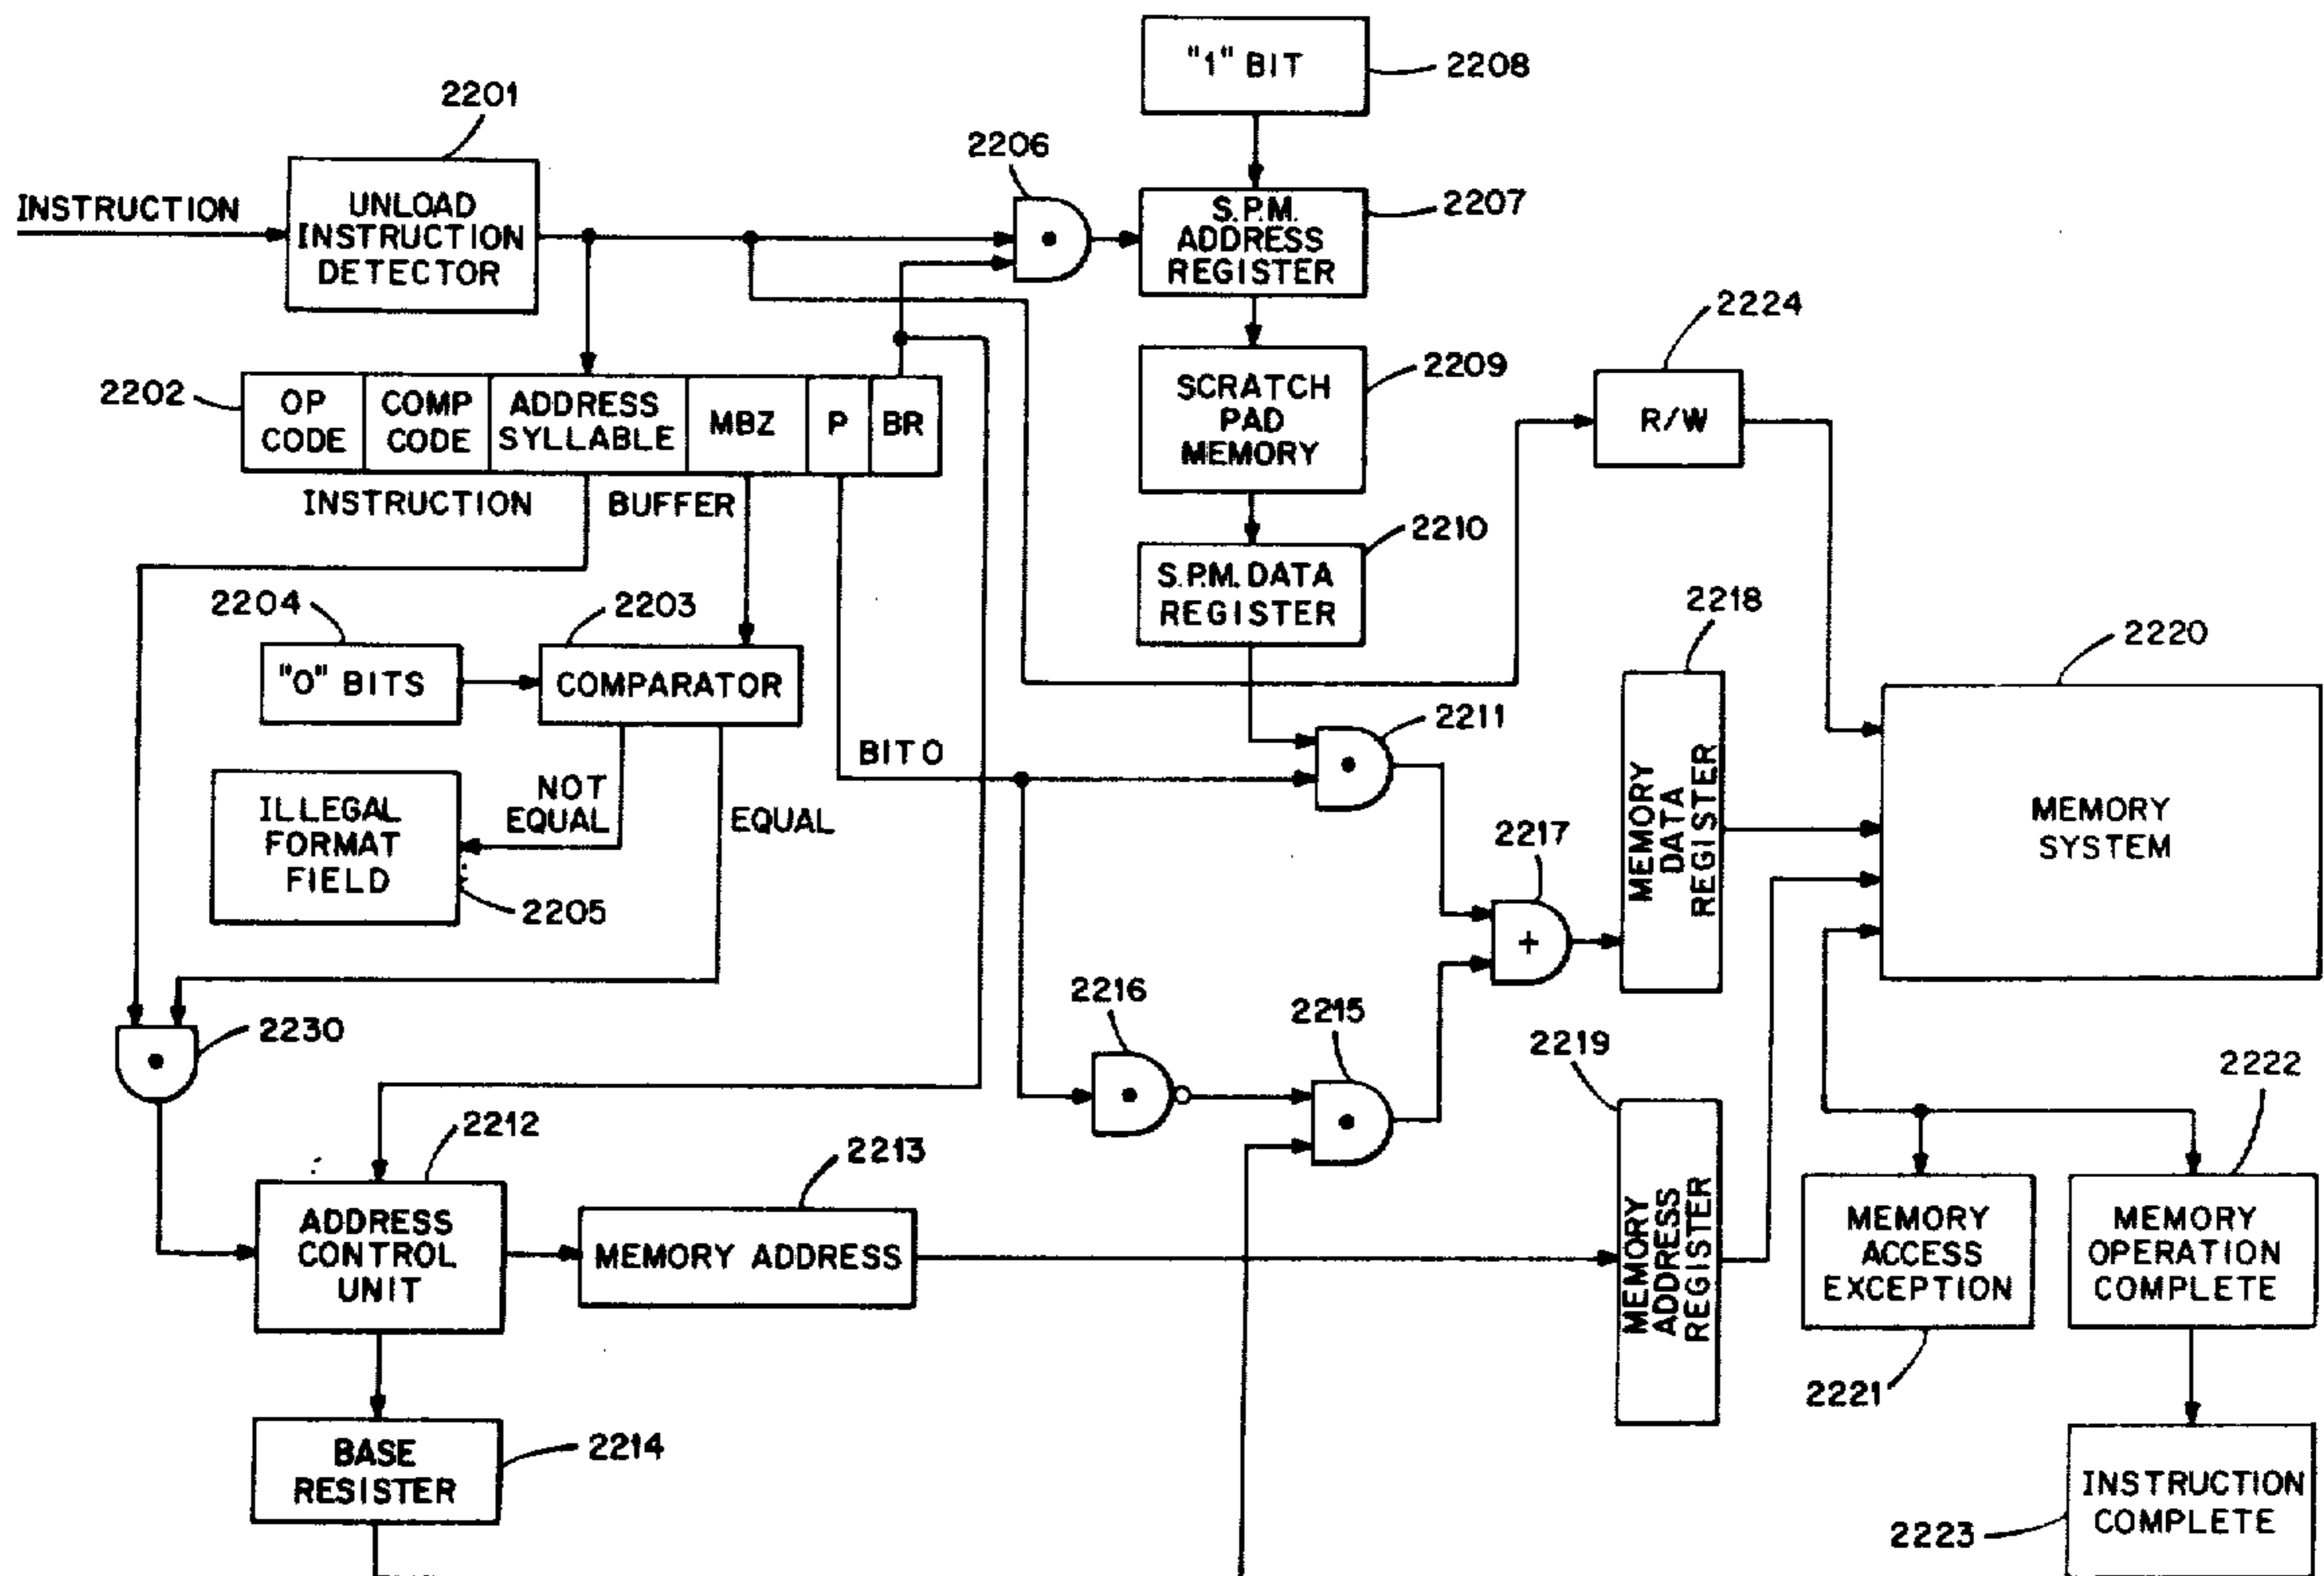 "1" BIT
2208
2201
2206
INSTRUCTION
UNLOAD
INSTRUCTION
DETECTOR
S.P.M.
ADDRESS
REGISTER
2207
2224
2202
OP
CODE
COMP
CODE
ADDRESS
SYLLABLE
MBZ
P
BR
SCRATCH
PAD
MEMORY
2209
R/W
INSTRUCTION BUFFER
2210
S.P.M. DATA
REGISTER
2204
2203
2218
2220
"0" BITS
COMPARATOR
2211
BIT 0
ILLEGAL
FORMAT
FIELD
NOT
EQUAL
EQUAL
2205
MEMORY
DATA
REGISTER
MEMORY
SYSTEM
2217
+
2216
2215
2230
2219
2222
2212
2213
ADDRESS
CONTROL
UNIT
MEMORY ADDRESS
MEMORY
ADDRESS
REGISTER
MEMORY
ACCESS
EXCEPTION
MEMORY
OPERATION
COMPLETE
2221
BASE
RESISTER
2214
INSTRUCTION
COMPLETE
2223